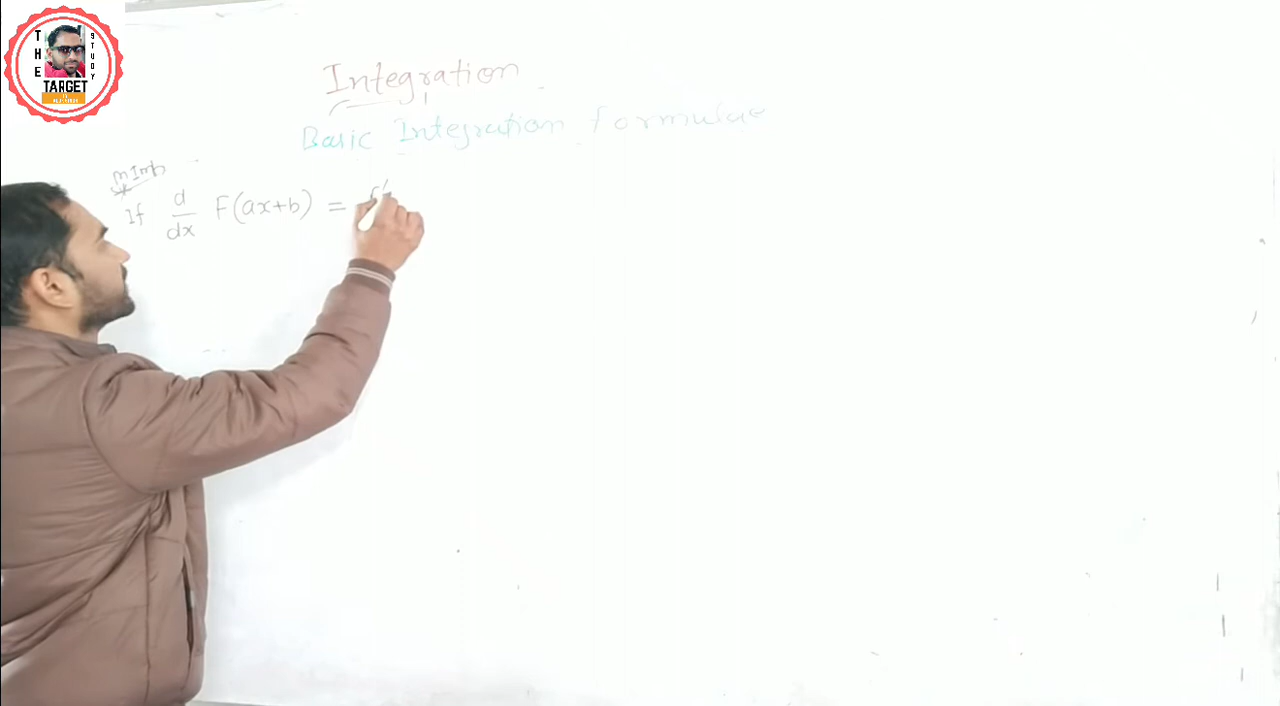 THE
STUDY
TARGET
Integration
Basic Integration formulae
m Imp
If d/dx F(ax+b) = f'